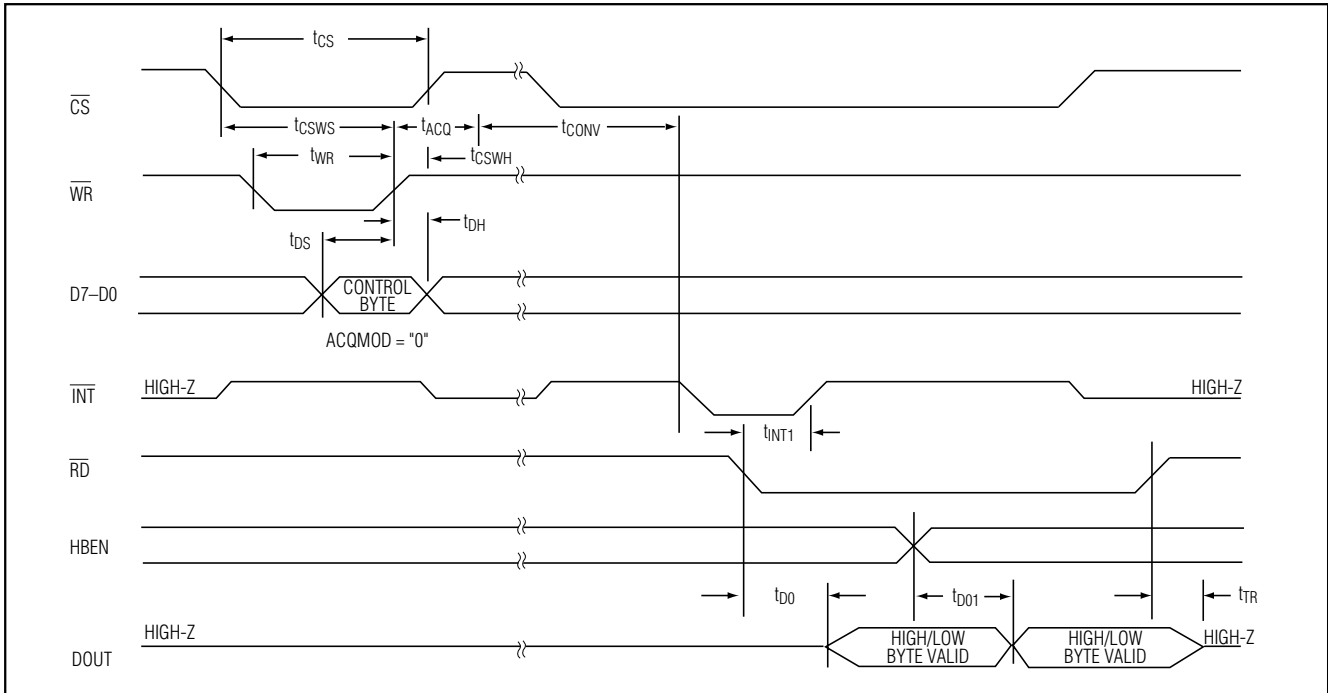 tCS
CS
tCSWS
tACQ
tCONV
tWR
tCSWH
WR
tDS
tDH
D7–D0
CONTROL
BYTE
ACQMOD = "0"
INT
HIGH-Z
HIGH-Z
tINT1
RD
HBEN
tD0
tD01
tTR
DOUT
HIGH-Z
HIGH/LOW
BYTE VALID
HIGH/LOW
BYTE VALID
HIGH-Z